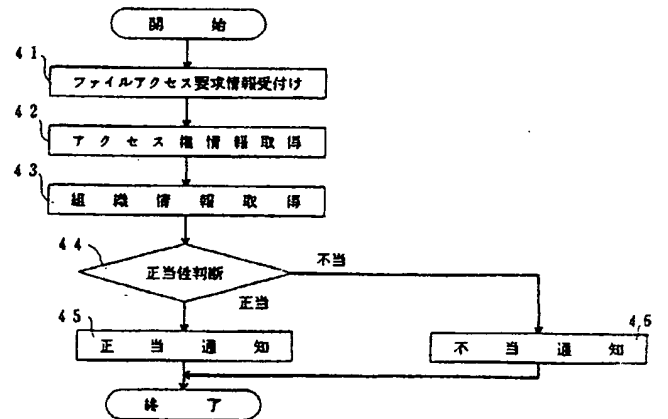 開始
41
ファイルアクセス要求情報受付け
42
アクセス権情報取得
43
組織情報取得
44
正当性判断
不当
正当
45
正当通知
46
不当通知
終了